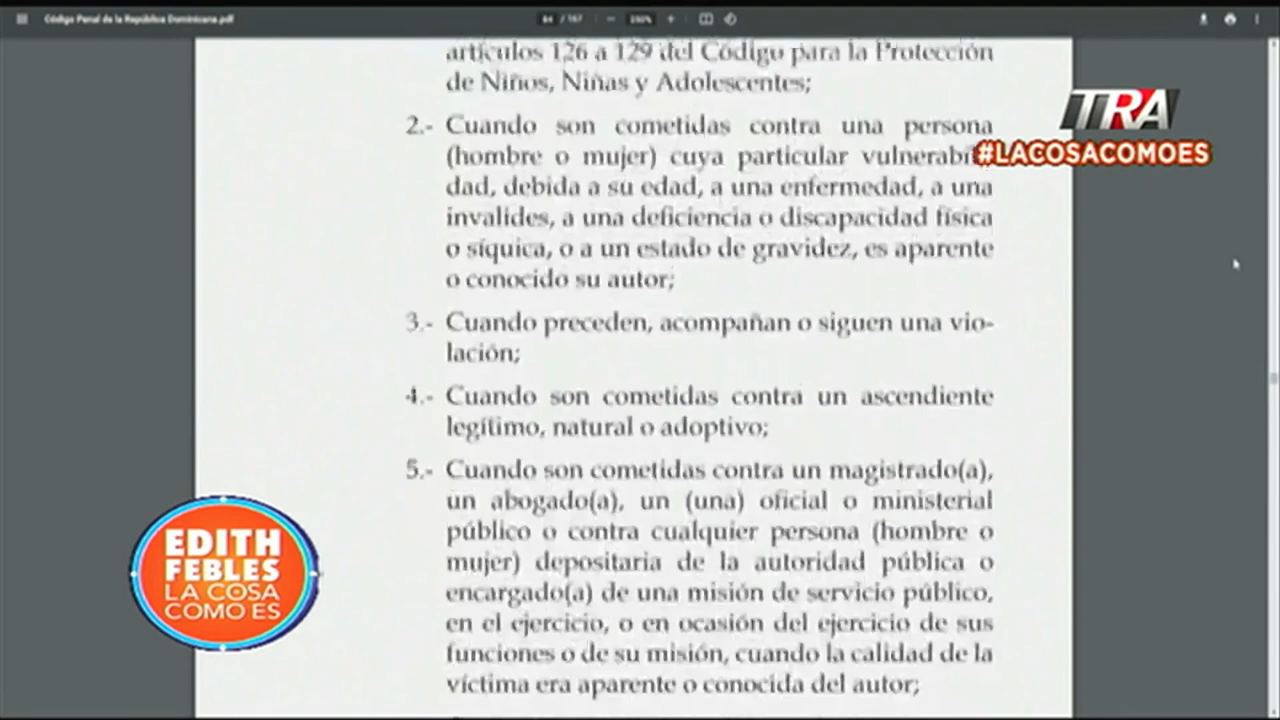 Código Penal de la República Dominicana.pdf
84 / 167
artículos 126 a 129 del Código para la Protección
de Niños, Niñas y Adolescentes;
TRA
#LACOSACOMOES
2.- Cuando son cometidas contra una persona
(hombre o mujer) cuya particular vulnerabi
dad, debida a su edad, a una enfermedad, a una
invalides, a una deficiencia o discapacidad física
o síquica, o a un estado de gravidez, es aparente
o conocido su autor;
3.- Cuando preceden, acompañan o siguen una vio-
lación;
4.- Cuando son cometidas contra un ascendiente
legítimo, natural o adoptivo;
5.- Cuando son cometidas contra un magistrado(a),
un abogado(a), un (una) oficial o ministerial
público o contra cualquier persona (hombre o
mujer) depositaria de la autoridad pública o
encargado(a) de una misión de servicio público,
en el ejercicio, o en ocasión del ejercicio de sus
funciones o de su misión, cuando la calidad de la
víctima era aparente o conocida del autor;
EDITH
FEBLES
LA COSA
COMO ES